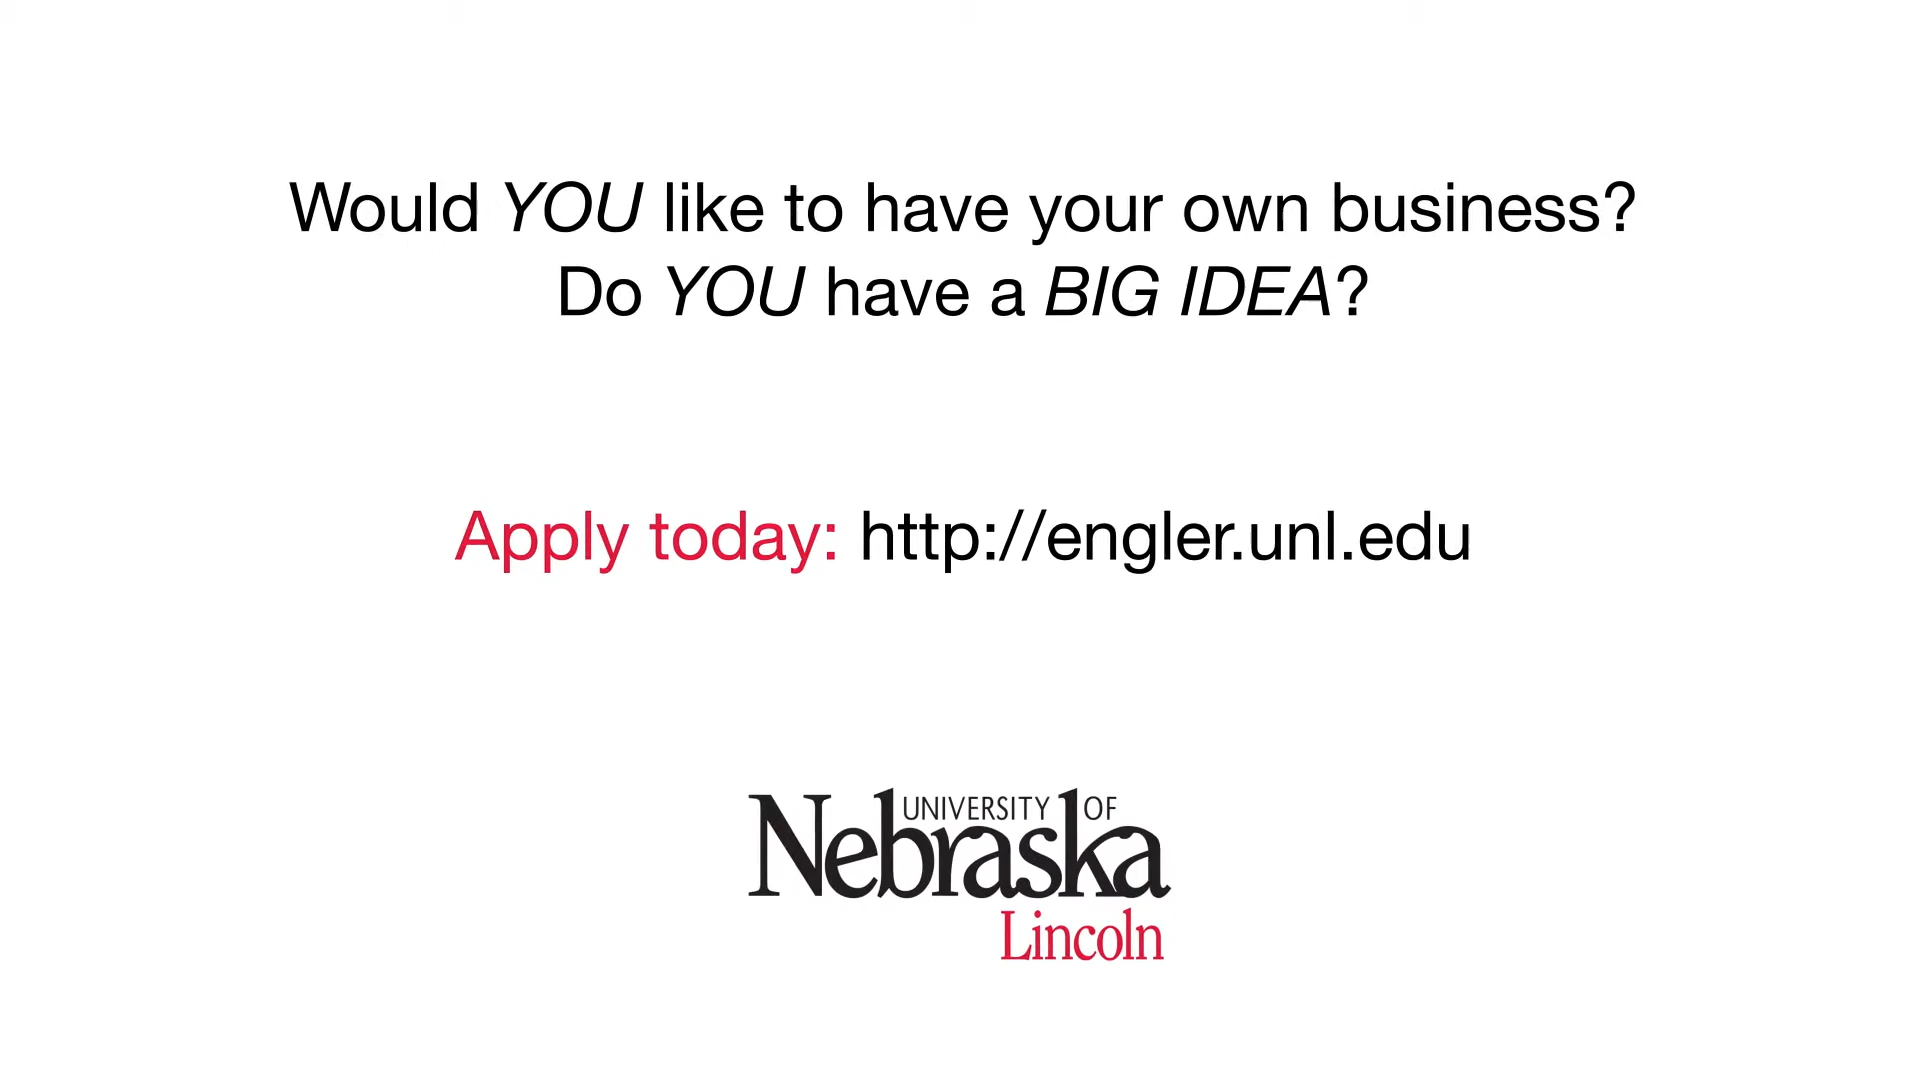 Would YOU like to have your own business?
Do YOU have a BIG IDEA?
Apply today: http://engler.unl.edu
UNIVERSITY OF
Nebraska
Lincoln